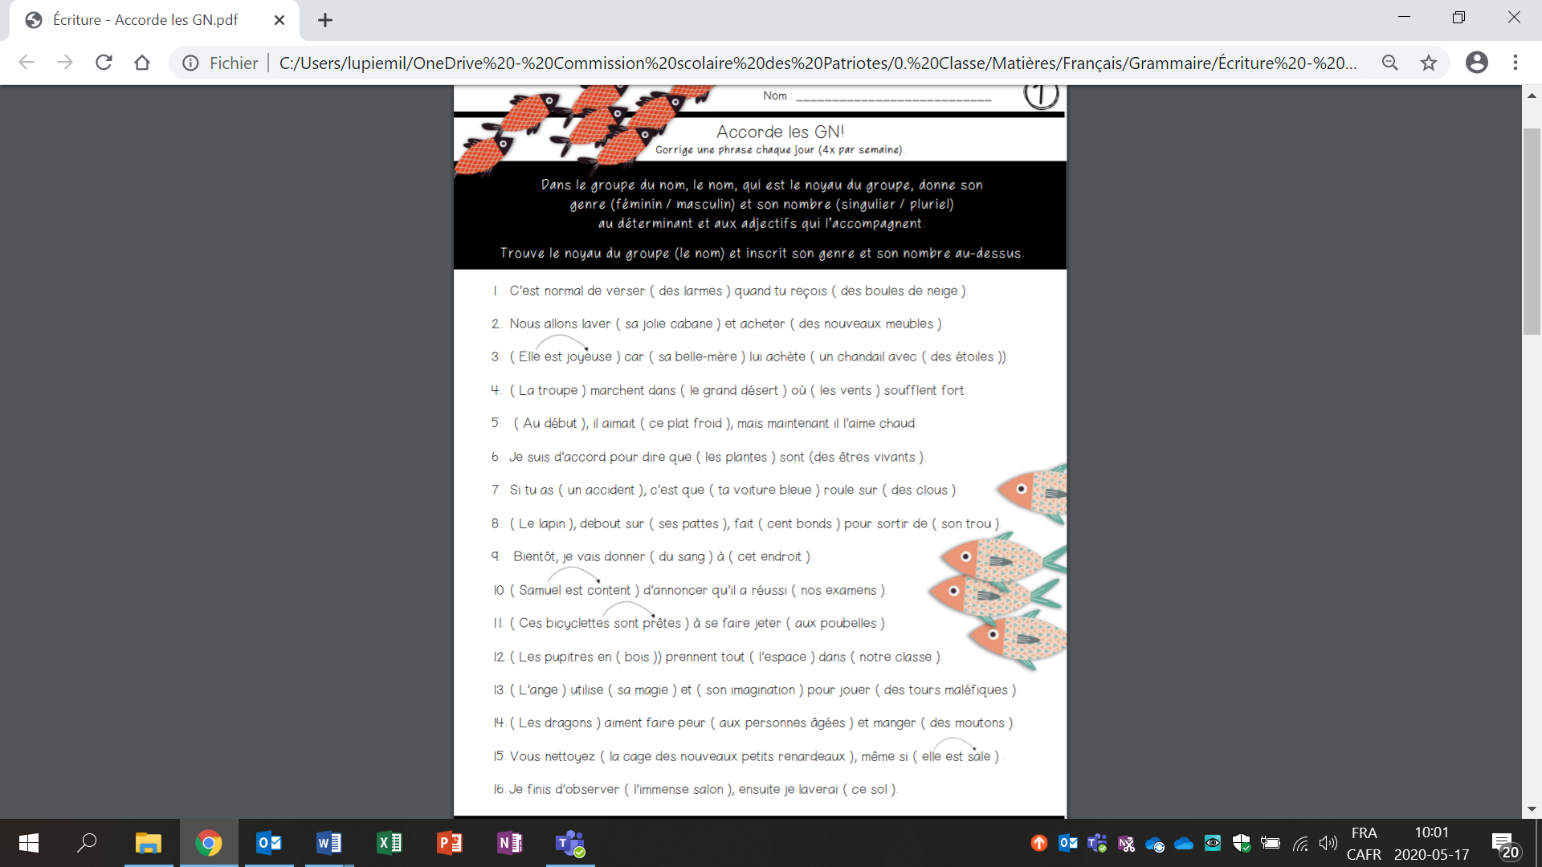 Écriture - Accorde les GN.pdf
Fichier C:/Users/lupiemil/OneDrive%20-%20Commission%20scolaire%20des%20Patriotes/0.%20Classe/Matières/Français/Grammaire/Écriture%20-%20...
Nom : ____________________________ 1
Accorde les GN!
Corrige une phrase chaque jour (4x par semaine).
Dans le groupe du nom, le nom, qui est le noyau du groupe, donne son
genre (féminin / masculin) et son nombre (singulier / pluriel)
au déterminant et aux adjectifs qui l'accompagnent.
Trouve le noyau du groupe (le nom) et inscrit son genre et son nombre au-dessus.
1. C'est normal de verser ( des larmes ) quand tu reçois ( des boules de neige ).
2. Nous allons laver ( sa jolie cabane ) et acheter ( des nouveaux meubles ).
3. ( Elle est joyeuse ) car ( sa belle-mère ) lui achète ( un chandail avec ( des étoiles )).
4. ( La troupe ) marchent dans ( le grand désert ) où ( les vents ) soufflent fort.
5. ( Au début ), il aimait ( ce plat froid ), mais maintenant il l'aime chaud.
6. Je suis d'accord pour dire que ( les plantes ) sont (des êtres vivants ).
7. Si tu as ( un accident ), c'est que ( ta voiture bleue ) roule sur ( des clous ).
8. ( Le lapin ), debout sur ( ses pattes ), fait ( cent bonds ) pour sortir de ( son trou ).
9. Bientôt, je vais donner ( du sang ) à ( cet endroit ).
10. ( Samuel est content ) d'annoncer qu'il a réussi ( nos examens ).
11. ( Ces bicyclettes sont prêtes ) à se faire jeter ( aux poubelles ).
12. ( Les pupitres en ( bois )) prennent tout ( l'espace ) dans ( notre classe ).
13. ( L'ange ) utilise ( sa magie ) et ( son imagination ) pour jouer ( des tours maléfiques ).
14. ( Les dragons ) aiment faire peur ( aux personnes âgées ) et manger ( des moutons ).
15. Vous nettoyez ( la cage des nouveaux petits renardeaux ), même si ( elle est sale ).
16. Je finis d'observer ( l'immense salon ), ensuite je laverai ( ce sol ).
FRA 10:01
CAFR 2020-05-17 20